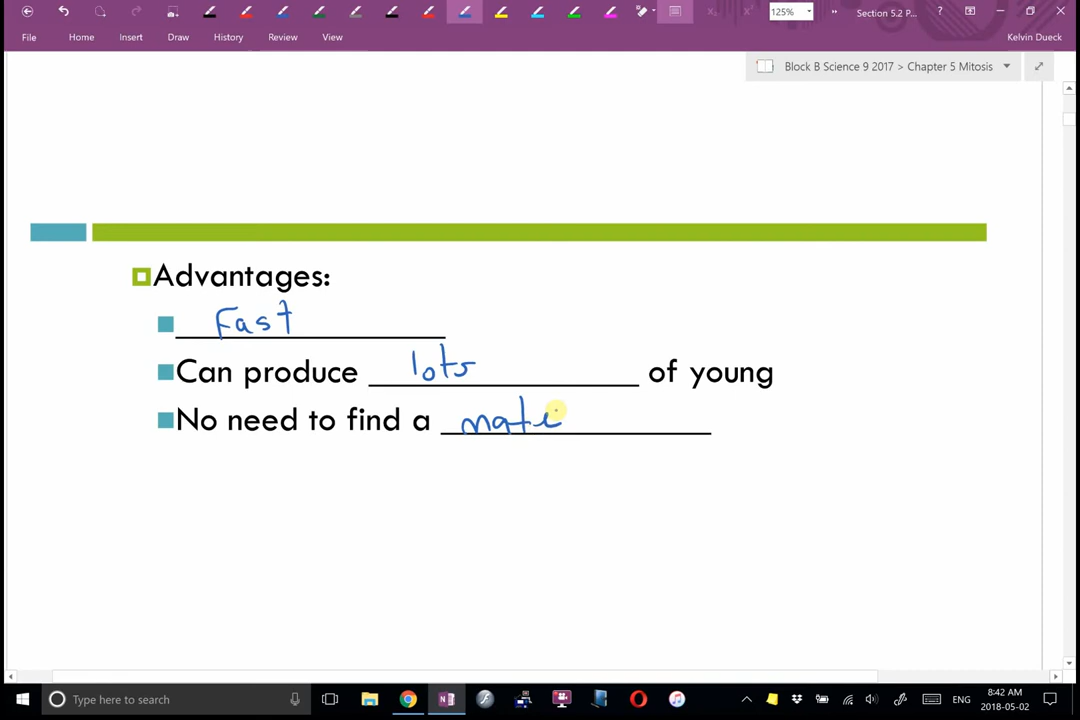 125%
Section 5.2 P...
?
File Home Insert Draw History Review View
Kelvin Dueck
Block B Science 9 2017 > Chapter 5 Mitosis
Advantages:
Fast
Can produce lots of young
No need to find a mate
Type here to search
ENG
8:42 AM
2018-05-02